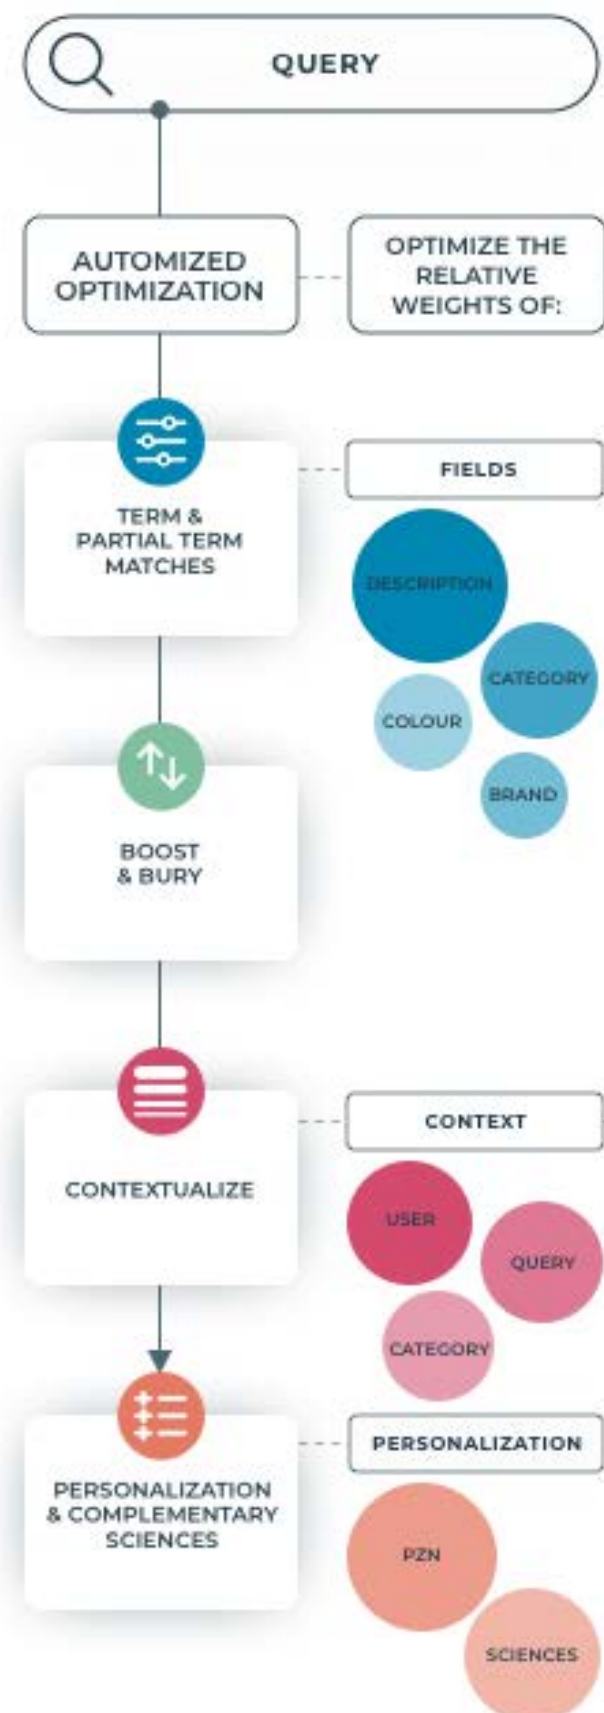 QUERY
AUTOMIZED
OPTIMIZATION
OPTIMIZE THE
RELATIVE
WEIGHTS OF:
TERM &
PARTIAL TERM
MATCHES
FIELDS
DESCRIPTION
CATEGORY
COLOUR
BRAND
BOOST
& BURY
CONTEXTUALIZE
CONTEXT
USER
QUERY
CATEGORY
PERSONALIZATION
& COMPLEMENTARY
SCIENCES
PERSONALIZATION
PZN
SCIENCES